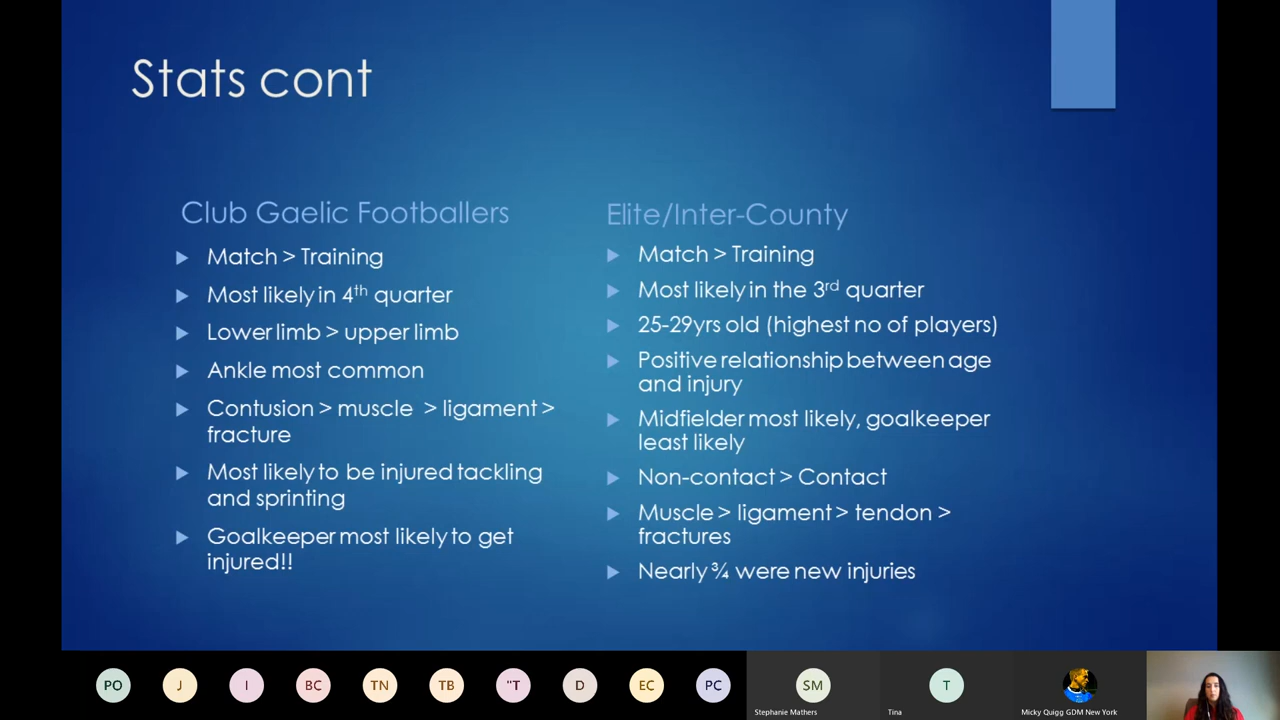 Stats cont
Club Gaelic Footballers
Match > Training
Most likely in 4th quarter
Lower limb > upper limb
Ankle most common
Contusion > muscle > ligament >
fracture
Most likely to be injured tackling
and sprinting
Goalkeeper most likely to get
injured!!
Elite/Inter-County
Match > Training
Most likely in the 3rd quarter
25-29yrs old (highest no of players)
Positive relationship between age
and injury
Midfielder most likely, goalkeeper
least likely
Non-contact > Contact
Muscle > ligament > tendon >
fractures
Nearly ¾ were new injuries
PO
J
I
BC
TN
TB
"T
D
EC
PC
SM
T
Stephanie Mathers
Tina
Micky Quigg GDM New York